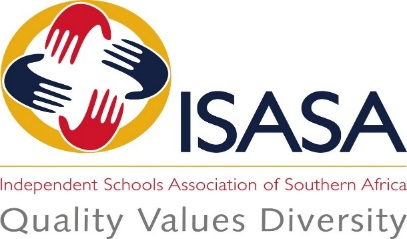 ISASA
Independent Schools Association of Southern Africa
Quality Values Diversity